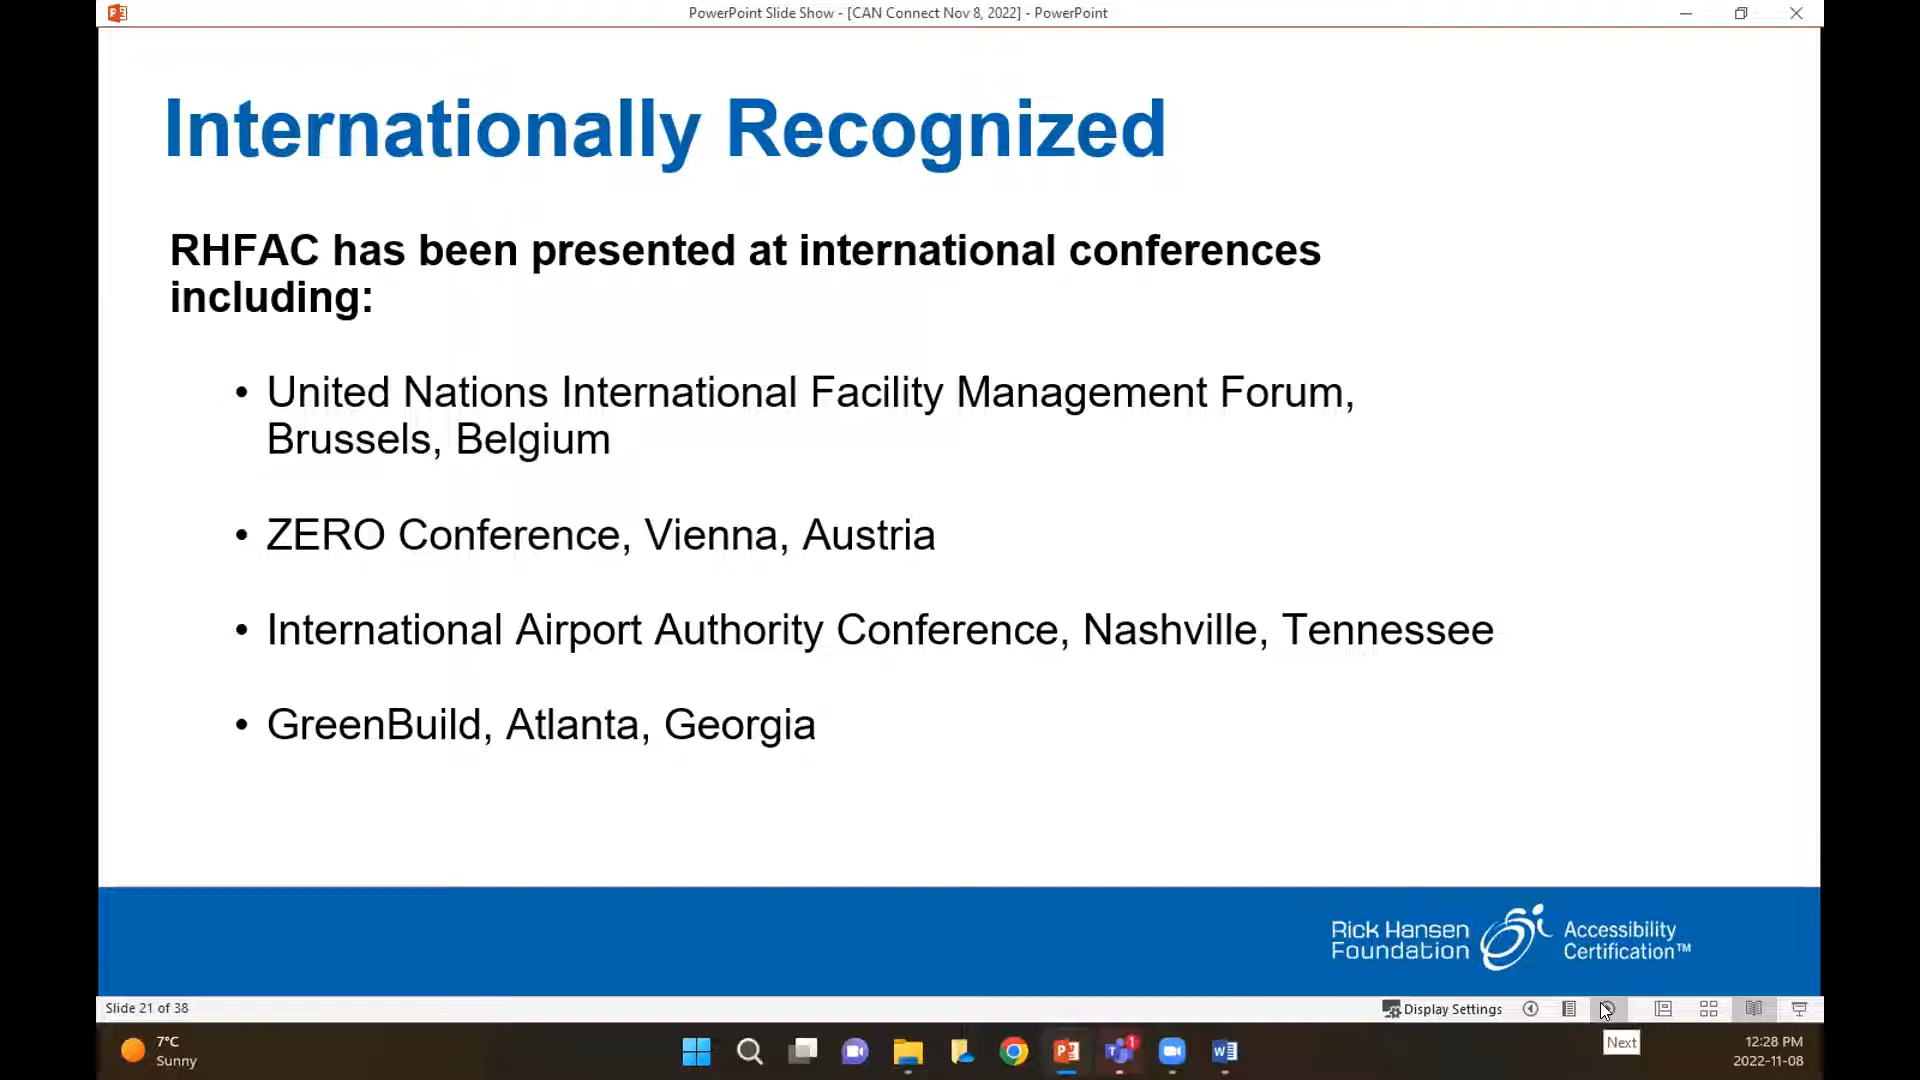 PowerPoint Slide Show - [CAN Connect Nov 8, 2022] - PowerPoint
Internationally Recognized
RHFAC has been presented at international conferences
including:
• United Nations International Facility Management Forum,
Brussels, Belgium
• ZERO Conference, Vienna, Austria
• International Airport Authority Conference, Nashville, Tennessee
• GreenBuild, Atlanta, Georgia
Rick Hansen
Foundation
Accessibility
Certification™
Slide 21 of 38
Display Settings
Next
7°C
Sunny
1
12:28 PM
2022-11-08